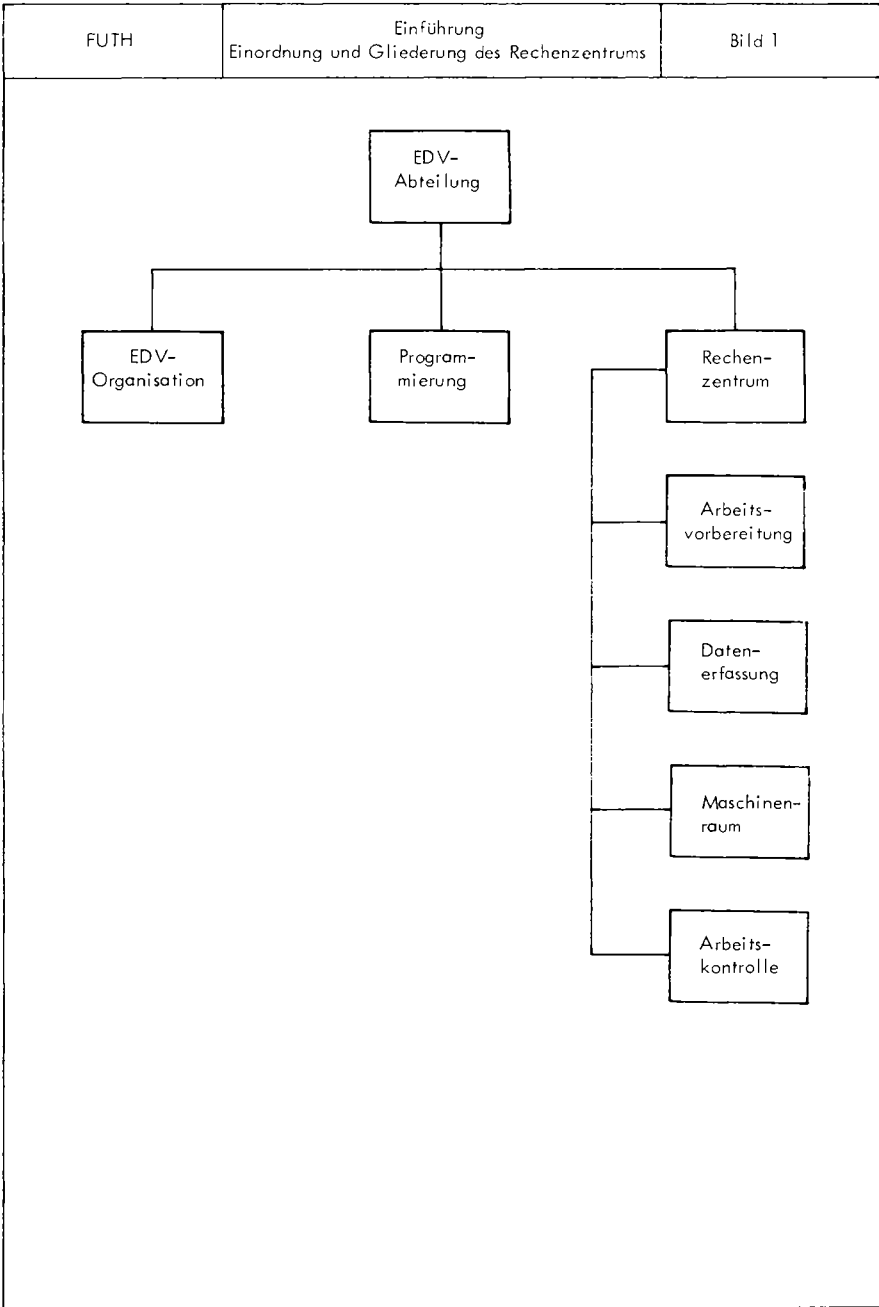 FUTH
Einführung
Einordnung und Gliederung des Rechenzentrums
Bild 1
EDV-
Abteilung
EDV-
Organisation
Program-
mierung
Rechen-
zentrum
Arbeits-
vorbereitung
Daten-
erfassung
Maschinen-
raum
Arbeits-
kontrolle